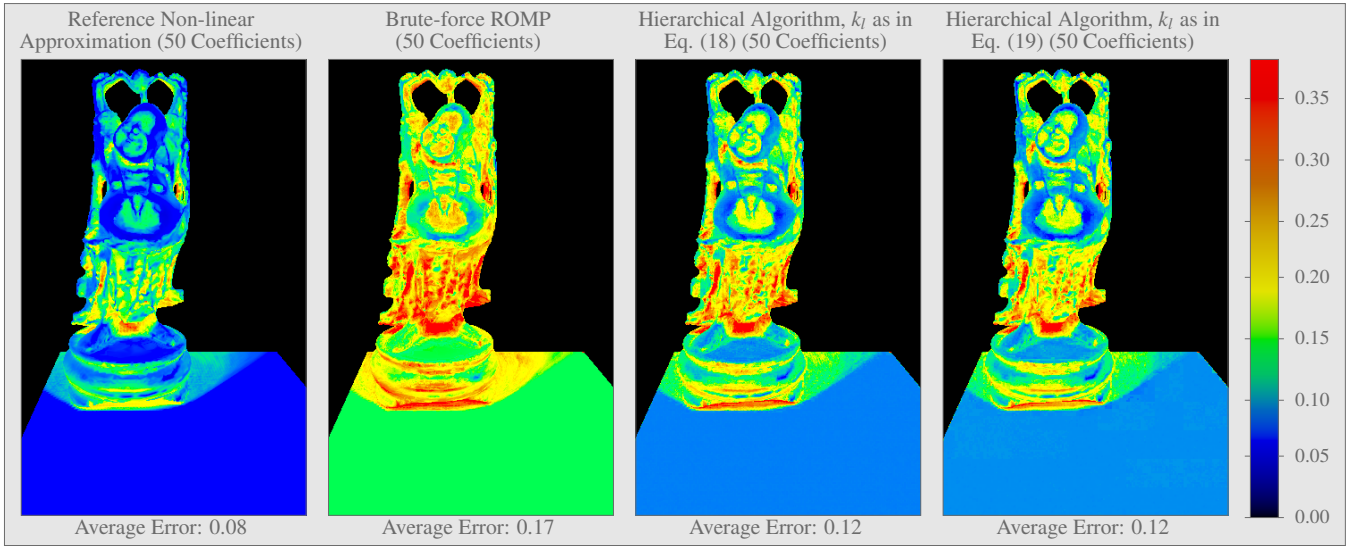 Reference Non-linear
Approximation (50 Coefficients)
Brute-force ROMP
(50 Coefficients)
Hierarchical Algorithm, kₗ as in
Eq. (18) (50 Coefficients)
Hierarchical Algorithm, kₗ as in
Eq. (19) (50 Coefficients)
0.35
0.30
0.25
0.20
0.15
0.10
0.05
0.00
Average Error: 0.08
Average Error: 0.17
Average Error: 0.12
Average Error: 0.12